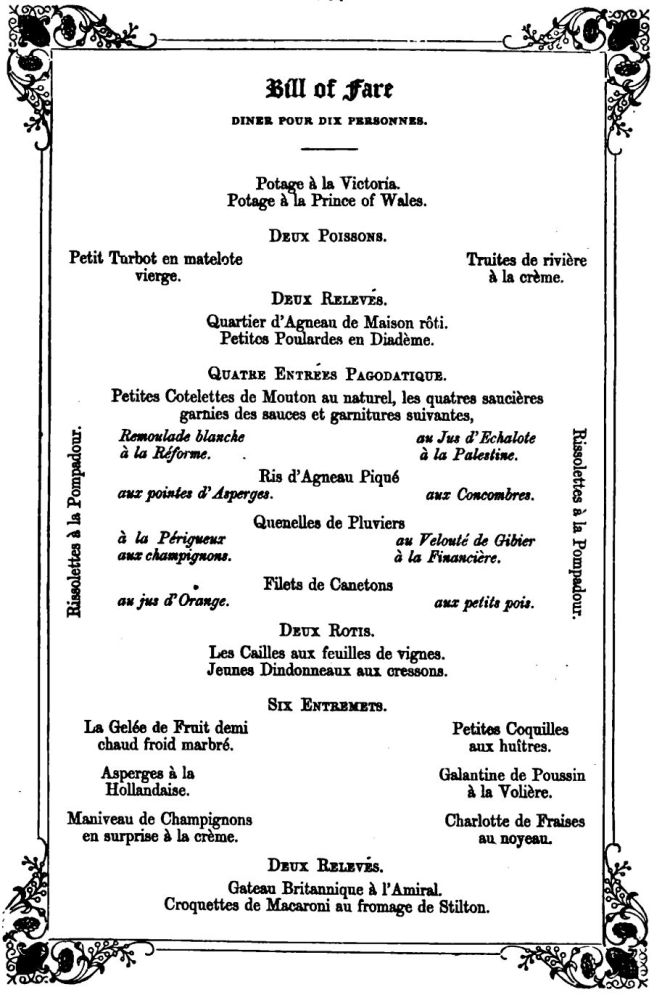 Bill of Fare
DINER POUR DIX PERSONNES.
Potage à la Victoria.
Potage à la Prince of Wales.
DEUX POISSONS.
Petit Turbot en matelote
vierge.
Truites de rivière
à la crème.
DEUX RELEVÉS.
Quartier d'Agneau de Maison rôti.
Petitos Poulardes en Diadème.
QUATRE ENTRÉES PAGODATIQUE.
Petites Cotelettes de Mouton au naturel, les quatres saucières
garnies des sauces et garnitures suivantes,
Remoulade blanche
à la Réforme.
au Jus d'Echalote
à la Palestine.
Ris d'Agneau Piqué
aux pointes d'Asperges.
aux Concombres.
Quenelles de Pluviers
à la Périgueux
aux champignons.
au Velouté de Gibier
à la Financière.
Filets de Canetons
au jus d'Orange.
aux petits pois.
Rissolettes à la Pompadour.
Rissolettes à la Pompadour.
DEUX ROTIS.
Les Cailles aux feuilles de vignes.
Jeunes Dindonneaux aux cressons.
SIX ENTREMETS.
La Gelée de Fruit demi
chaud froid marbré.
Petites Coquilles
aux huîtres.
Asperges à la
Hollandaise.
Galantine de Poussin
à la Volière.
Maniveau de Champignons
en surprise à la crème.
Charlotte de Fraises
au noyeau.
DEUX RELEVÉS.
Gateau Britannique à l'Amiral.
Croquettes de Macaroni au fromage de Stilton.